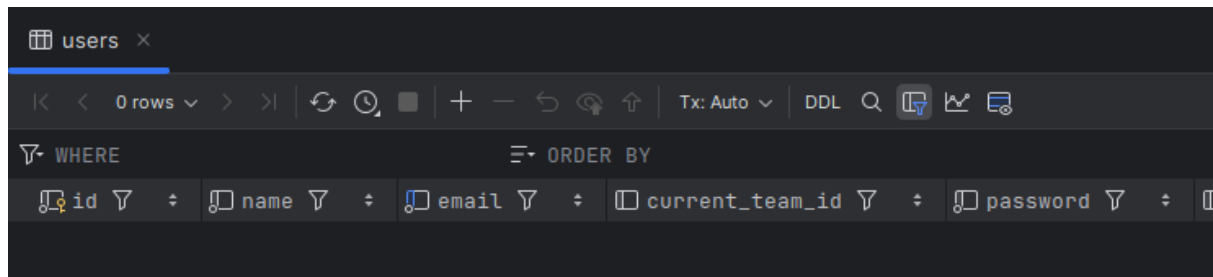 users
0 rows Tx: Auto DDL
WHERE ORDER BY
id name email current_team_id password